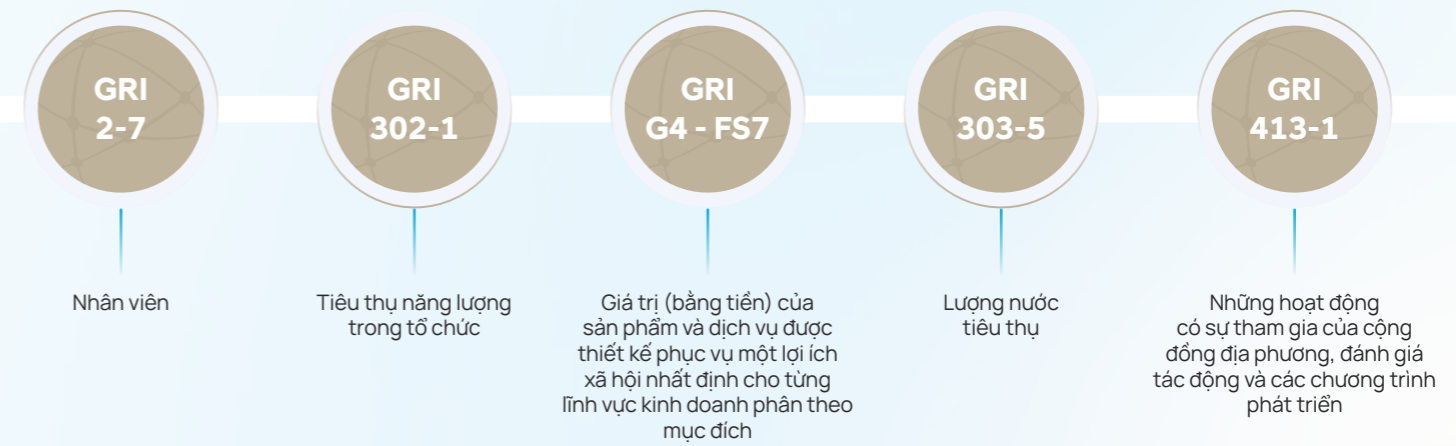 GRI
2-7
Nhân viên
GRI
302-1
Tiêu thụ năng lượng
trong tổ chức
GRI
G4 - FS7
Giá trị (bằng tiền) của
sản phẩm và dịch vụ được
thiết kế phục vụ một lợi ích
xã hội nhất định cho từng
lĩnh vực kinh doanh phân theo
mục đích
GRI
303-5
Lượng nước
tiêu thụ
GRI
413-1
Những hoạt động
có sự tham gia của cộng
đồng địa phương, đánh giá
tác động và các chương trình
phát triển